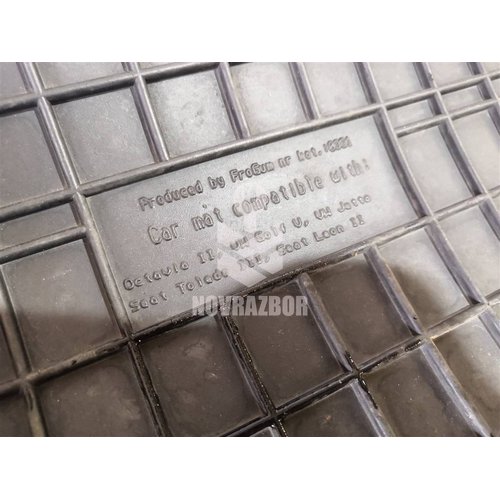 Produced by FroGum nr kat.
Car mat compatible with:
Octavia II, VW Golf V, VW Jetta
Seat Toledo III, Seat Leon II
NOVRAZBOR